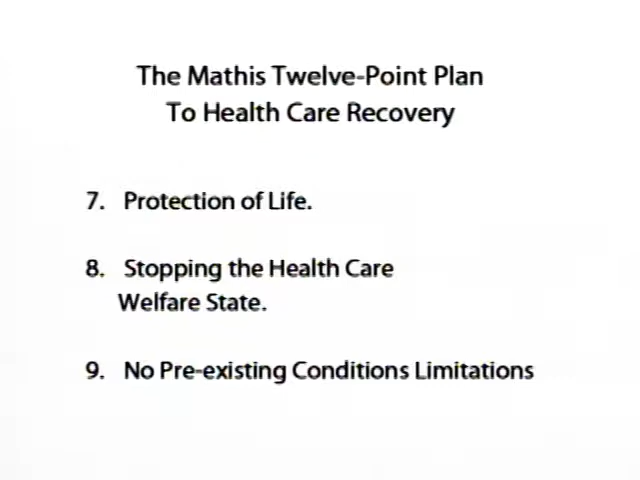 The Mathis Twelve-Point Plan
To Health Care Recovery
7. Protection of Life.
8. Stopping the Health Care
Welfare State.
9. No Pre-existing Conditions Limitations